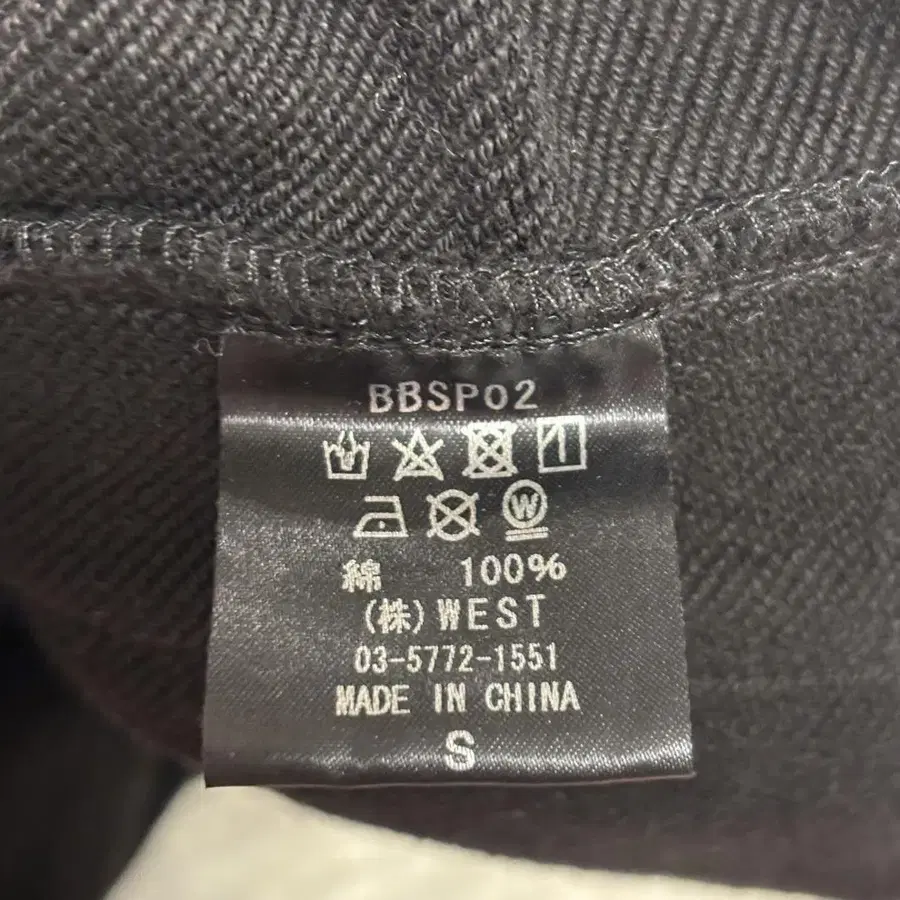 BBSP02
W
綿 100%
(株)WEST
03-5772-1551
MADE IN CHINA
S